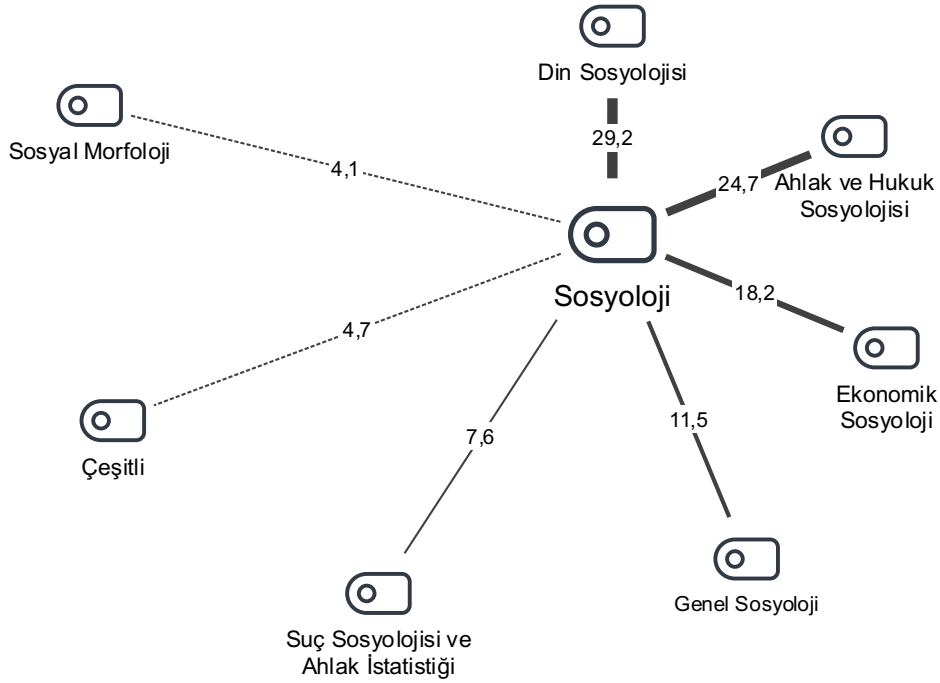 Din Sosyolojisi
29,2
Sosyal Morfoloji
4,1
24,7
Ahlak ve Hukuk
Sosyolojisi
Sosyoloji
18,2
4,7
Ekonomik
Sosyoloji
11,5
7,6
Çeşitli
Genel Sosyoloji
Suç Sosyolojisi ve
Ahlak İstatistiği